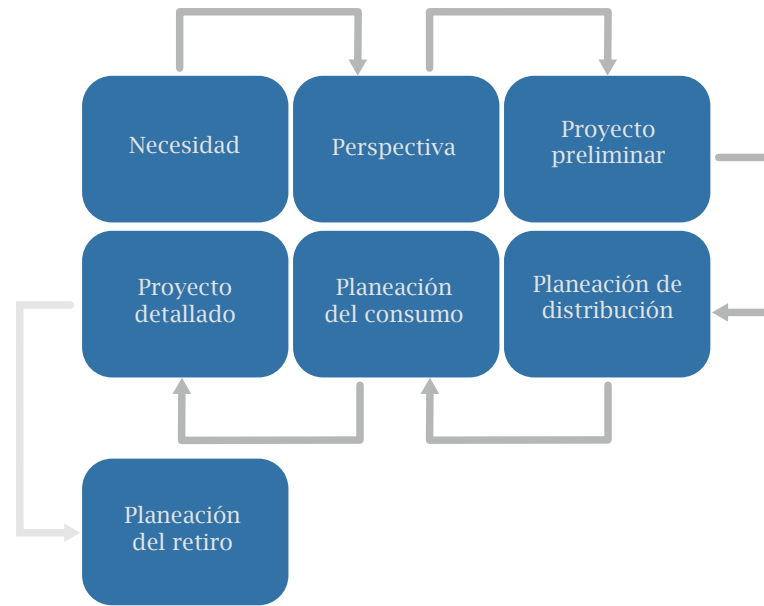 Necesidad
Perspectiva
Proyecto
preliminar
Proyecto
detallado
Planeación
del consumo
Planeación de
distribución
Planeación
del retiro